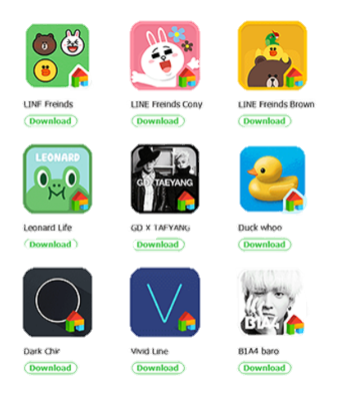 LINE Freinds
LINE Freinds Cony
LINE Freinds Brown
Download
Download
Download
LEONARD
GD X TAEYANG
Leonard Life
GD X TAEYANG
Duck whoo
Download
Download
Download
B1A4
Dark Chic
Vivid Line
B1A4 baro
Download
Download
Download